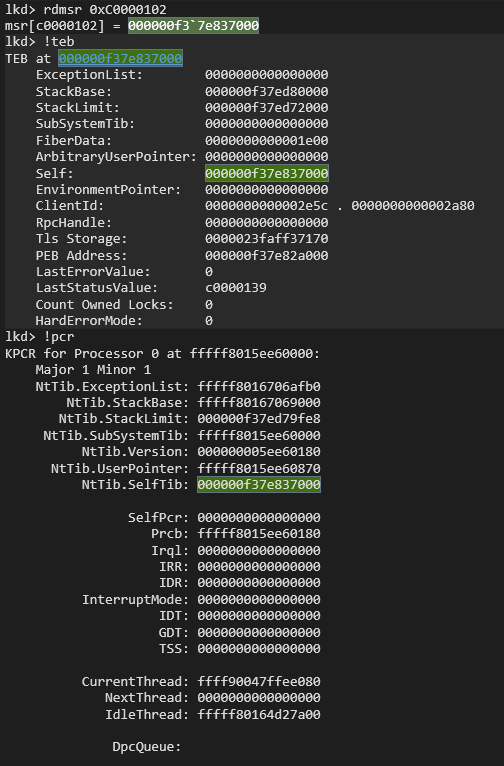 lkd> rdmsr 0xC0000102
msr[c0000102] = 000000f3`7e837000
lkd> !teb
TEB at 000000f37e837000
    ExceptionList:        0000000000000000
    StackBase:            000000f37ed80000
    StackLimit:           000000f37ed72000
    SubSystemTib:         0000000000000000
    FiberData:            0000000000001e00
    ArbitraryUserPointer: 0000000000000000
    Self:                 000000f37e837000
    EnvironmentPointer:   0000000000000000
    ClientId:             0000000000002e5c . 0000000000002a80
    RpcHandle:            0000000000000000
    Tls Storage:          0000023faff37170
    PEB Address:          000000f37e82a000
    LastErrorValue:       0
    LastStatusValue:      c0000139
    Count Owned Locks:    0
    HardErrorMode:        0
lkd> !pcr
KPCR for Processor 0 at fffff8015ee60000:
    Major 1 Minor 1
    NtTib.ExceptionList: fffff8016706afb0
        NtTib.StackBase: fffff80167069000
       NtTib.StackLimit: 000000f37ed79fe8
     NtTib.SubSystemTib: fffff8015ee60000
          NtTib.Version: 000000005ee60180
      NtTib.UserPointer: fffff8015ee60870
          NtTib.SelfTib: 000000f37e837000
                SelfPcr: 0000000000000000
                   Prcb: fffff8015ee60180
                   Irql: 0000000000000000
                    IRR: 0000000000000000
                    IDR: 0000000000000000
          InterruptMode: 0000000000000000
                    IDT: 0000000000000000
                    GDT: 0000000000000000
                    TSS: 0000000000000000
          CurrentThread: ffff90047ffee080
             NextThread: 0000000000000000
             IdleThread: fffff80164d27a00
              DpcQueue: